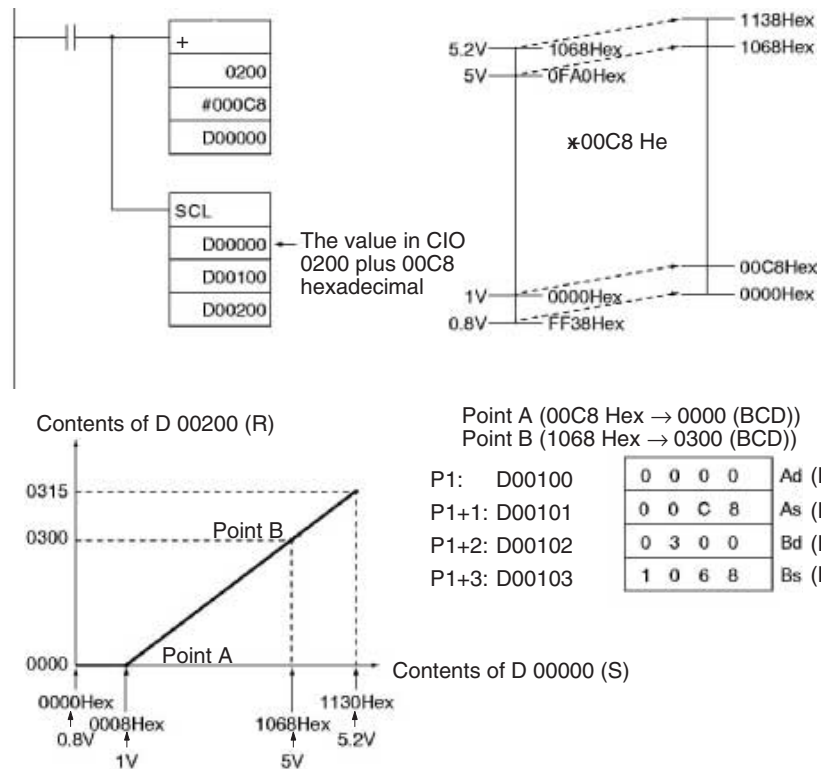 +
0200
#000C8
D00000
SCL
D00000
D00100
D00200
The value in CIO
0200 plus 00C8
hexadecimal
5.2V
5V
1V
0.8V
1068Hex
0FA0Hex
0000Hex
FF38Hex
×00C8 He
1138Hex
1068Hex
00C8Hex
0000Hex
Contents of D 00200 (R)
0315
0300
0000
Point B
Point A
Contents of D 00000 (S)
0000Hex
0008Hex
1068Hex
1130Hex
0.8V
1V
5V
5.2V
Point A (00C8 Hex → 0000 (BCD))
Point B (1068 Hex → 0300 (BCD))
P1: D00100 0 0 0 0 Ad (
P1+1: D00101 0 0 C 8 As (
P1+2: D00102 0 3 0 0 Bd (
P1+3: D00103 1 0 6 8 Bs (